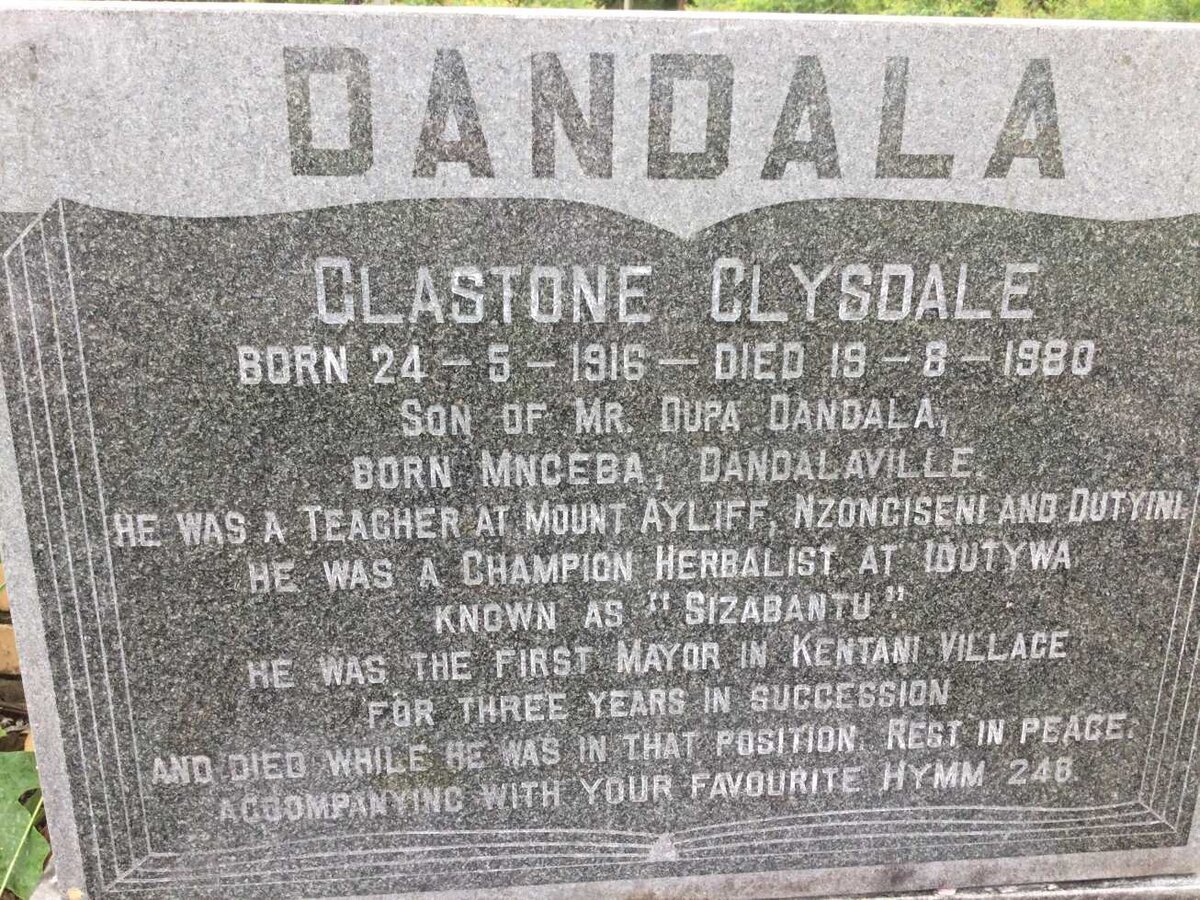 DANDALA
GLASTONE CLYSDALE
BORN 24 - 5 - 1916 - DIED 19 - 8 - 1980
SON OF MR. DUPA DANDALA,
BORN MNCEBA, DANDALAVILLE.
HE WAS A TEACHER AT MOUNT AYLIFF, NZONGISENI AND DUTYINI.
HE WAS A CHAMPION HERBALIST AT IDUTYWA
KNOWN AS "SIZABANTU"
HE WAS THE FIRST MAYOR IN KENTANI VILLAGE
FOR THREE YEARS IN SUCCESSION
AND DIED WHILE HE WAS IN THAT POSITION. REST IN PEACE.
ACCOMPANYING WITH YOUR FAVOURITE HYMM 246.